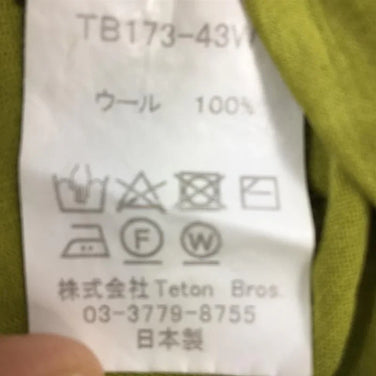 TB173-43W
ウール 100%
F W
株式会社Teton Bros.
03-3779-8755
日本製